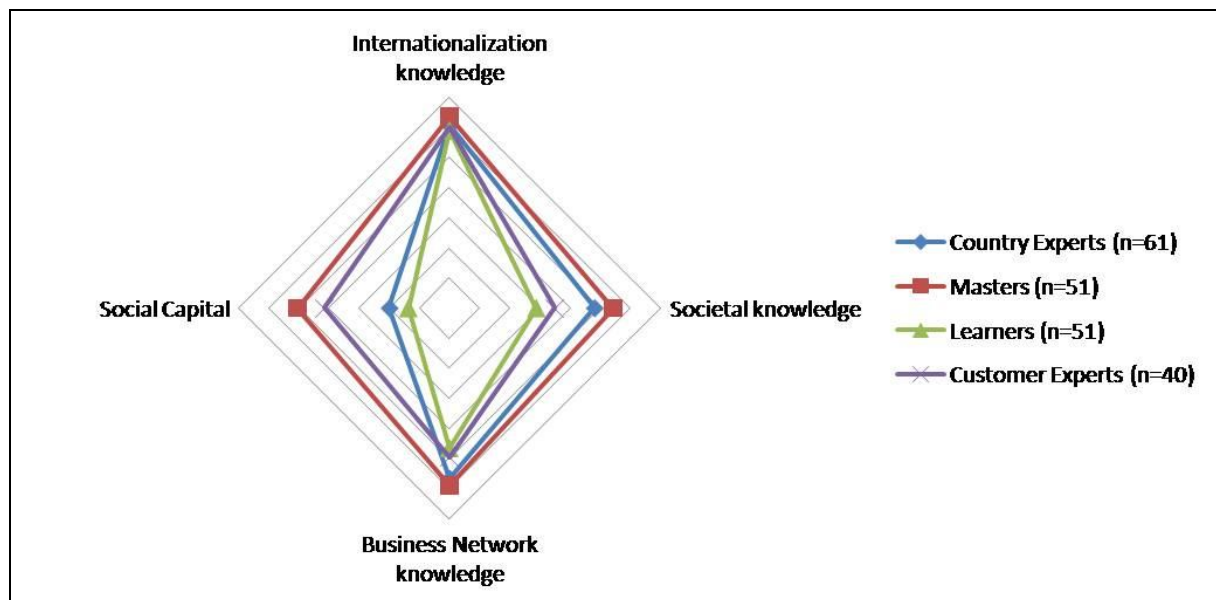 Internationalization
knowledge
Social Capital
Societal knowledge
Business Network
knowledge
Country Experts (n=61)
Masters (n=51)
Learners (n=51)
Customer Experts (n=40)